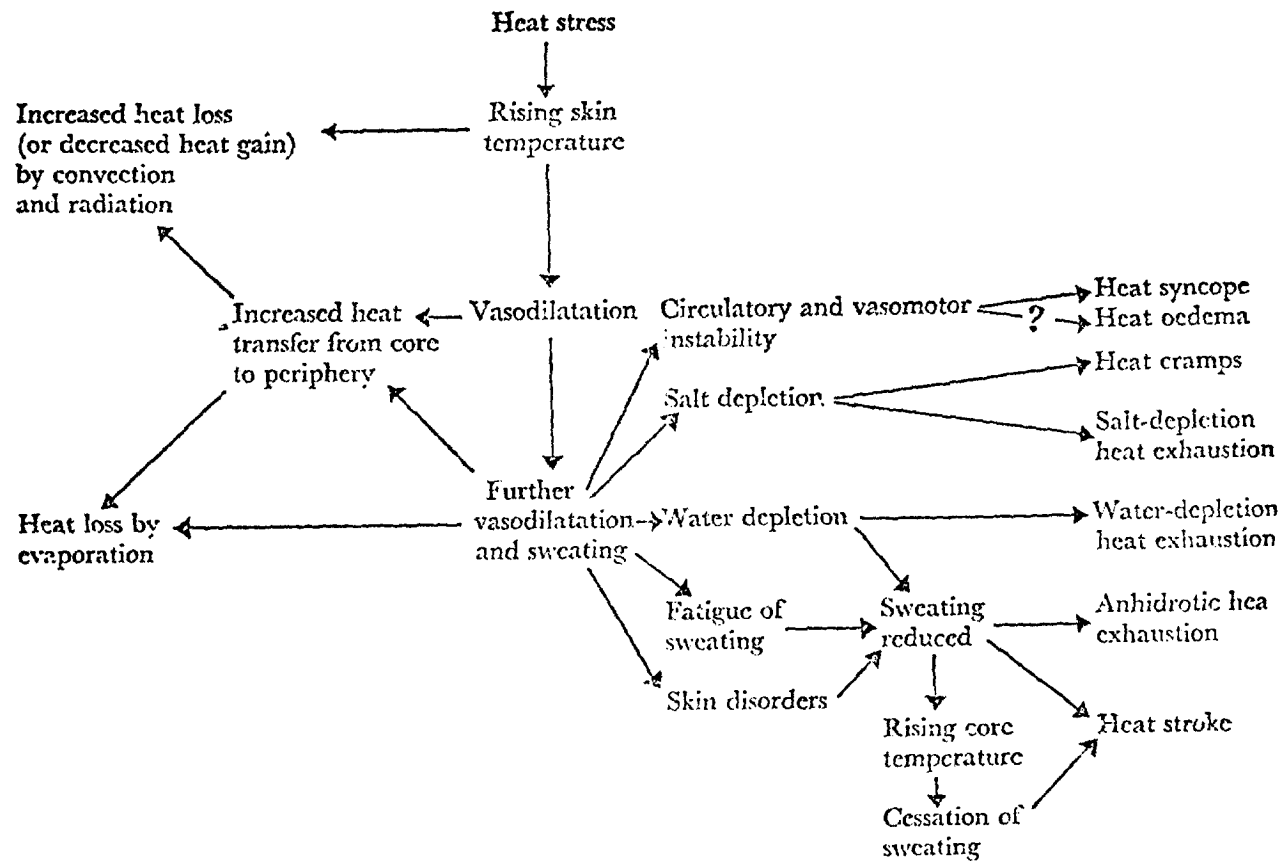 Heat stress
Increased heat loss
(or decreased heat gain)
by convection
and radiation
Rising skin
temperature
Increased heat
transfer from core
to periphery
Vasodilatation
Circulatory and vasomotor
instability
?
Heat syncope
Heat oedema
Salt depletion
Heat cramps
Salt-depletion
heat exhaustion
Heat loss by
evaporation
Further
vasodilatation
and sweating
Water depletion
Water-depletion
heat exhaustion
Fatigue of
sweating
Sweating
reduced
Anhidrotic hea
exhaustion
Skin disorders
Rising core
temperature
Heat stroke
Cessation of
sweating